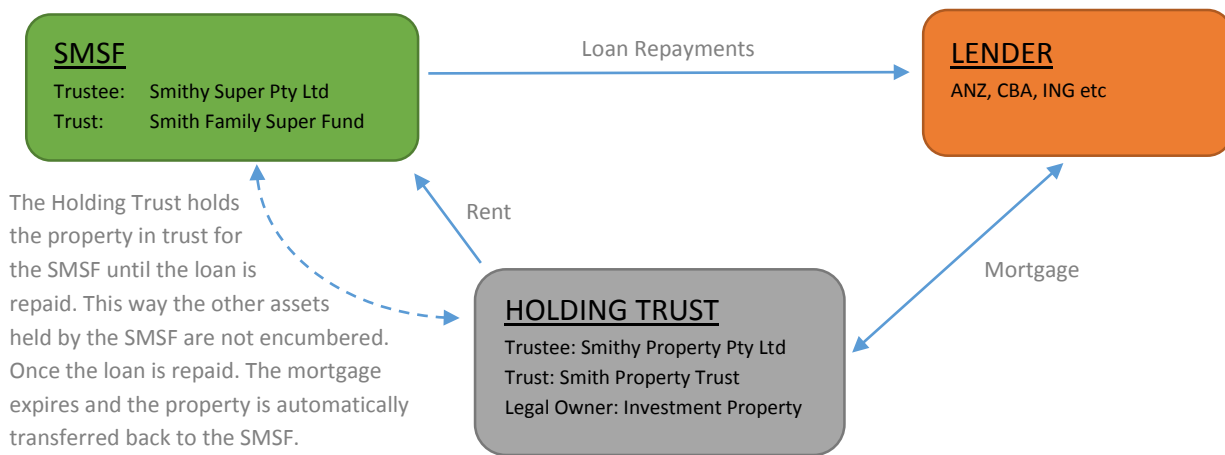 SMSF
Trustee: Smithy Super Pty Ltd
Trust: Smith Family Super Fund
Loan Repayments
LENDER
ANZ, CBA, ING etc
The Holding Trust holds
the property in trust for
the SMSF until the loan is
repaid. This way the other assets
held by the SMSF are not encumbered.
Once the loan is repaid. The mortgage
expires and the property is automatically
transferred back to the SMSF.
Rent
Mortgage
HOLDING TRUST
Trustee: Smithy Property Pty Ltd
Trust: Smith Property Trust
Legal Owner: Investment Property